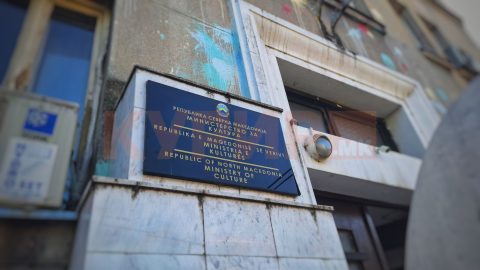 РЕПУБЛИКА СЕВЕРНА МАКЕДОНИЈА
МИНИСТЕРСТВО ЗА
КУЛТУРА
REPUBLIKA E MAQEDONISË SË VERIUT
MINISTRIA E
KULTURËS
REPUBLIC OF NORTH MACEDONIA
MINISTRY OF
CULTURE